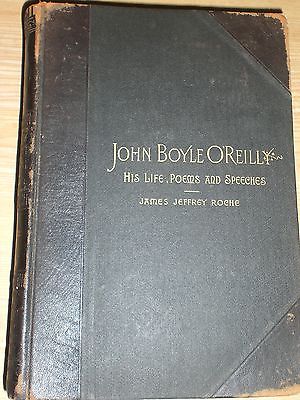 JOHN BOYLE O'REILLY
HIS LIFE, POEMS AND SPEECHES
JAMES JEFFREY ROCHE